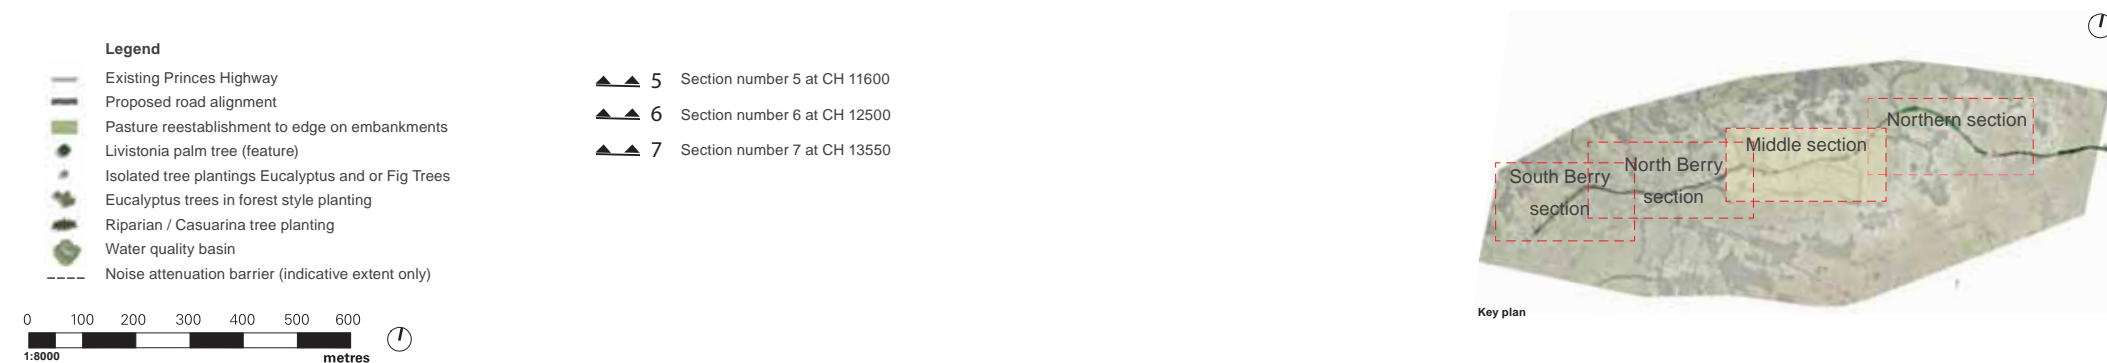 Legend
Existing Princes Highway
Proposed road alignment
Pasture reestablishment to edge on embankments
Livistonia palm tree (feature)
Isolated tree plantings Eucalyptus and or Fig Trees
Eucalyptus trees in forest style planting
Riparian / Casuarina tree planting
Water quality basin
Noise attenuation barrier (indicative extent only)
0 100 200 300 400 500 600
1:8000 metres
5 Section number 5 at CH 11600
6 Section number 6 at CH 12500
7 Section number 7 at CH 13550
South Berry
section
North Berry
section
Middle section
Northern section
Key plan